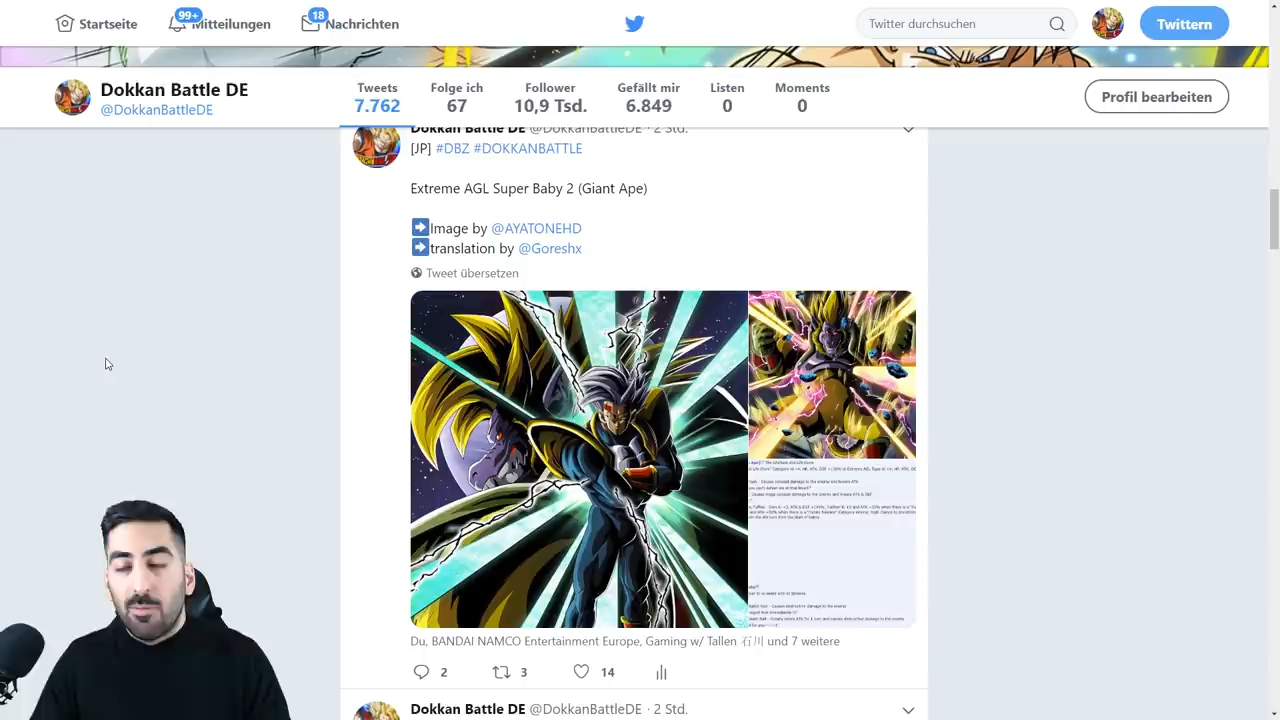 Startseite
99+
Mitteilungen
18
Nachrichten
Twitter durchsuchen
Twittern
Dokkan Battle DE
@DokkanBattleDE
Tweets
7.762
Folge ich
67
Follower
10,9 Tsd.
Gefällt mir
6.849
Listen
0
Moments
0
Profil bearbeiten
Dokkan Battle DE @DokkanBattleDE · 2 Std.
[JP] #DBZ #DOKKANBATTLE
Extreme AGL Super Baby 2 (Giant Ape)
➡Image by @AYATONEHD
➡translation by @Goreshx
Tweet übersetzen
Du, BANDAI NAMCO Entertainment Europe, Gaming w/ Tallen 石川 und 7 weitere
2
3
14
Dokkan Battle DE @DokkanBattleDE · 2 Std.